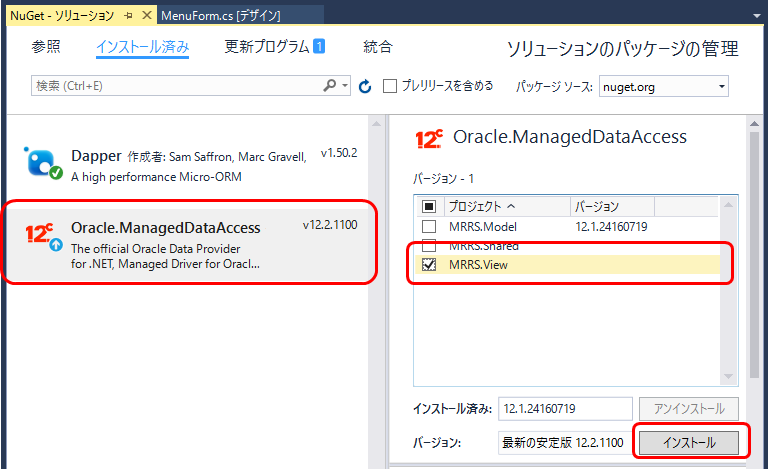 NuGet - ソリューション
MenuForm.cs [デザイン]
参照
インストール済み
更新プログラム 1
統合
ソリューションのパッケージの管理
検索 (Ctrl+E)
プレリリースを含める
パッケージ ソース: nuget.org
Dapper 作成者: Sam Saffron, Marc Gravell,
v1.50.2
A high performance Micro-ORM
12c
Oracle.ManagedDataAccess
v12.2.1100
The official Oracle Data Provider
for .NET, Managed Driver for Oracl...
12c
Oracle.ManagedDataAccess
バージョン - 1
プロジェクト バージョン
MRRS.Model 12.1.24160719
MRRS.Shared
MRRS.View
インストール済み: 12.1.24160719 アンインストール
バージョン: 最新の安定版 12.2.1100 インストール